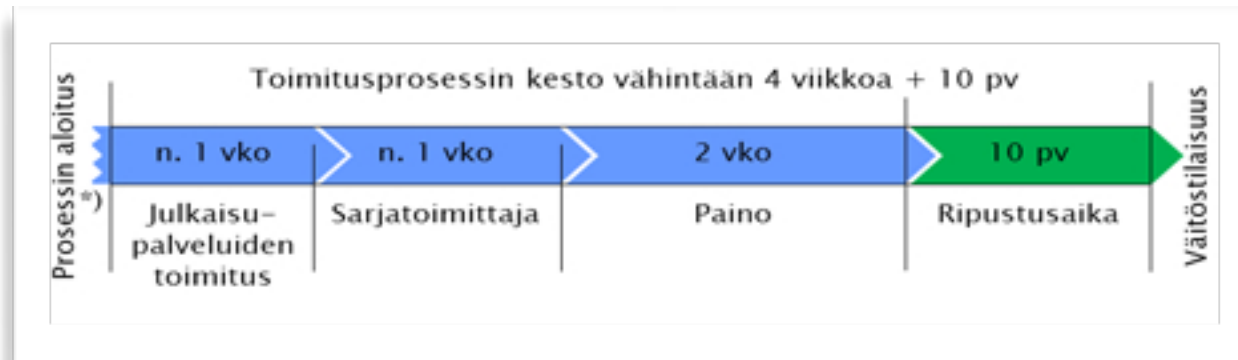 Toimitusprosessin kesto vähintään 4 viikkoa + 10 pv
Prosessin aloitus
*)
n. 1 vko
n. 1 vko
2 vko
10 pv
Julkaisu-
palveluiden
toimitus
Sarjatoimittaja
Paino
Ripustusaika
Väitöstilaisuus